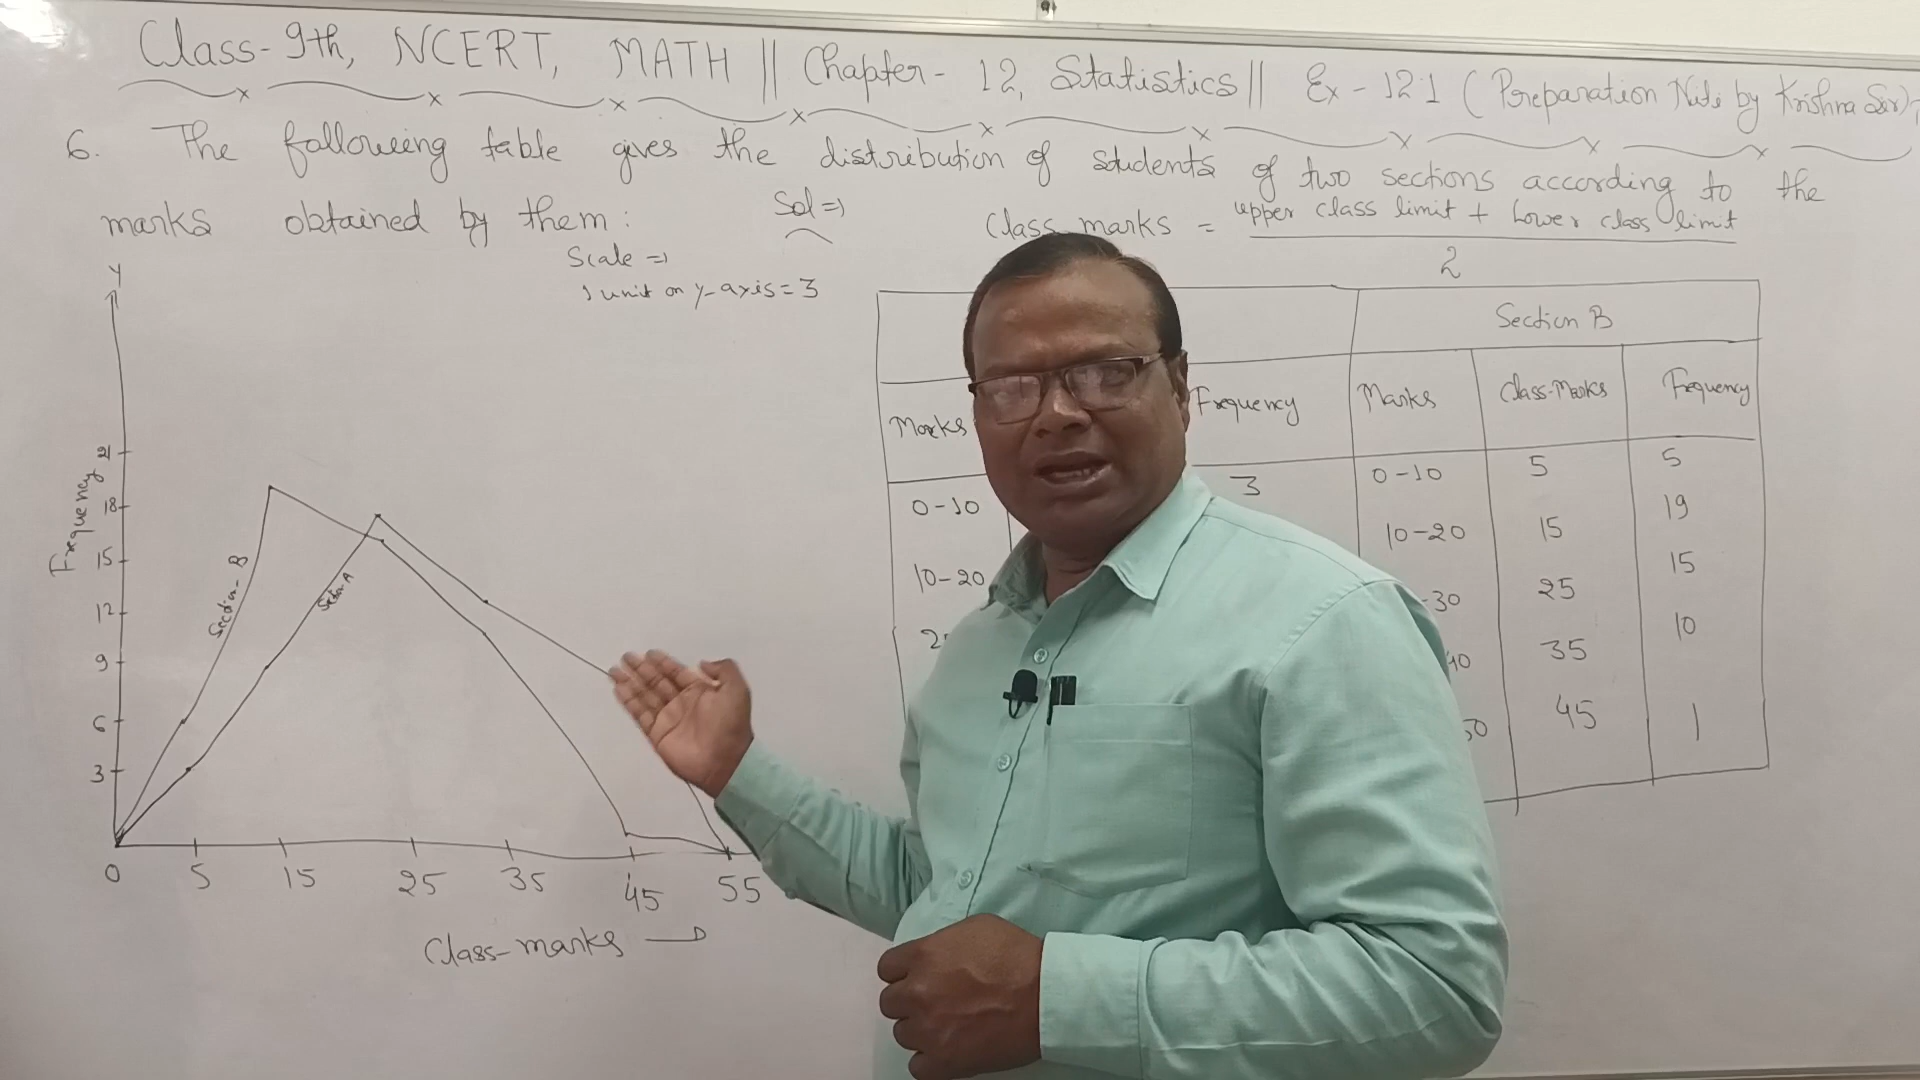 Class-9th, NCERT, MATH || Chapter- 12, Statistics || Ex-12.1 (Preparation Niti by Krishna Sir)
6. The following table gives the distribution of students of two sections according to the
marks obtained by them:
Sol⇒
Class marks = upper class limit + Lower class limit
2
Scale ⇒
1 unit on y-axis = 3
Y
Frequency
21
18
15
12
9
6
3
Section-B
Section-A
0 5 15 25 35 45 55
Class-marks
Section B
Marks Frequency Marks Class-Marks Frequency
0-10 3 0-10 5 5
10-20 10-20 15 19
2 -30 25 15
40 35 10
50 45 1